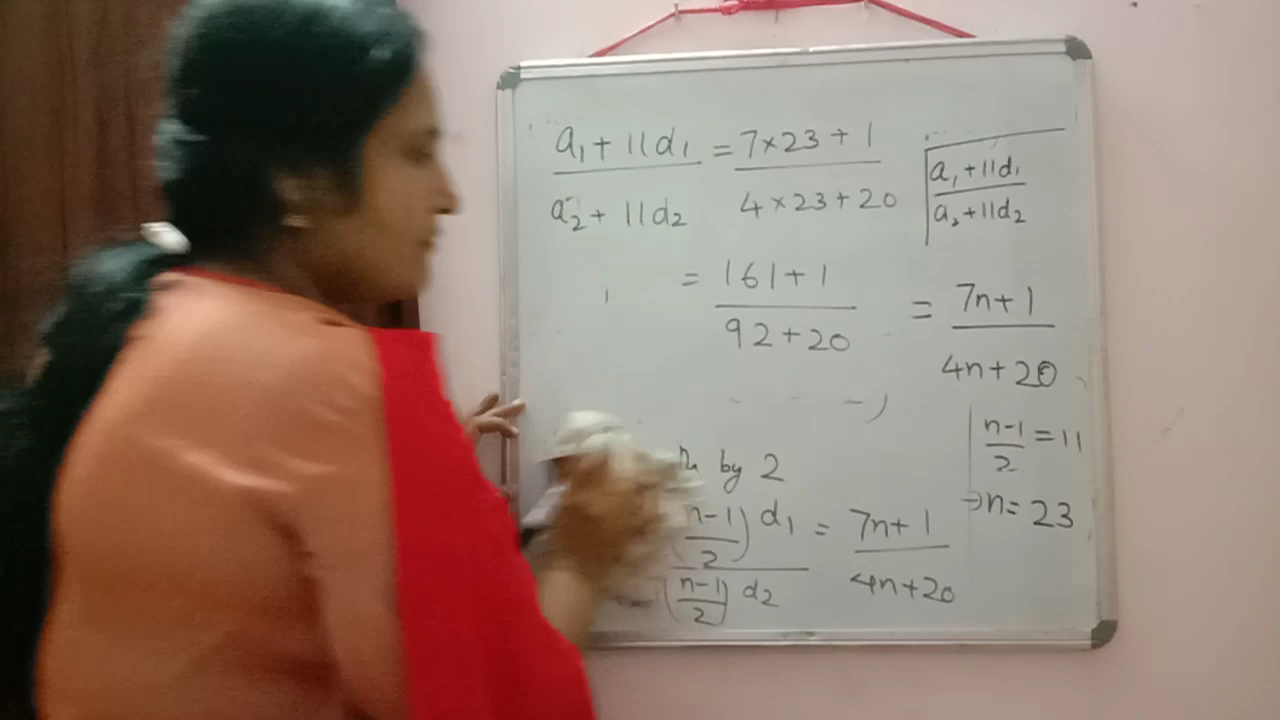 a₁ + 11d₁ / a₂ + 11d₂ = 7×23 + 1 / 4×23 + 20
= 161 + 1 / 92 + 20
by 2
(n-1 / 2) d₁ / (n-1 / 2) d₂ = 7n+1 / 4n+20
a₁ + 11d₁ / a₂ + 11d₂
= 7n+1 / 4n+20
n-1 / 2 = 11
⇒ n = 23